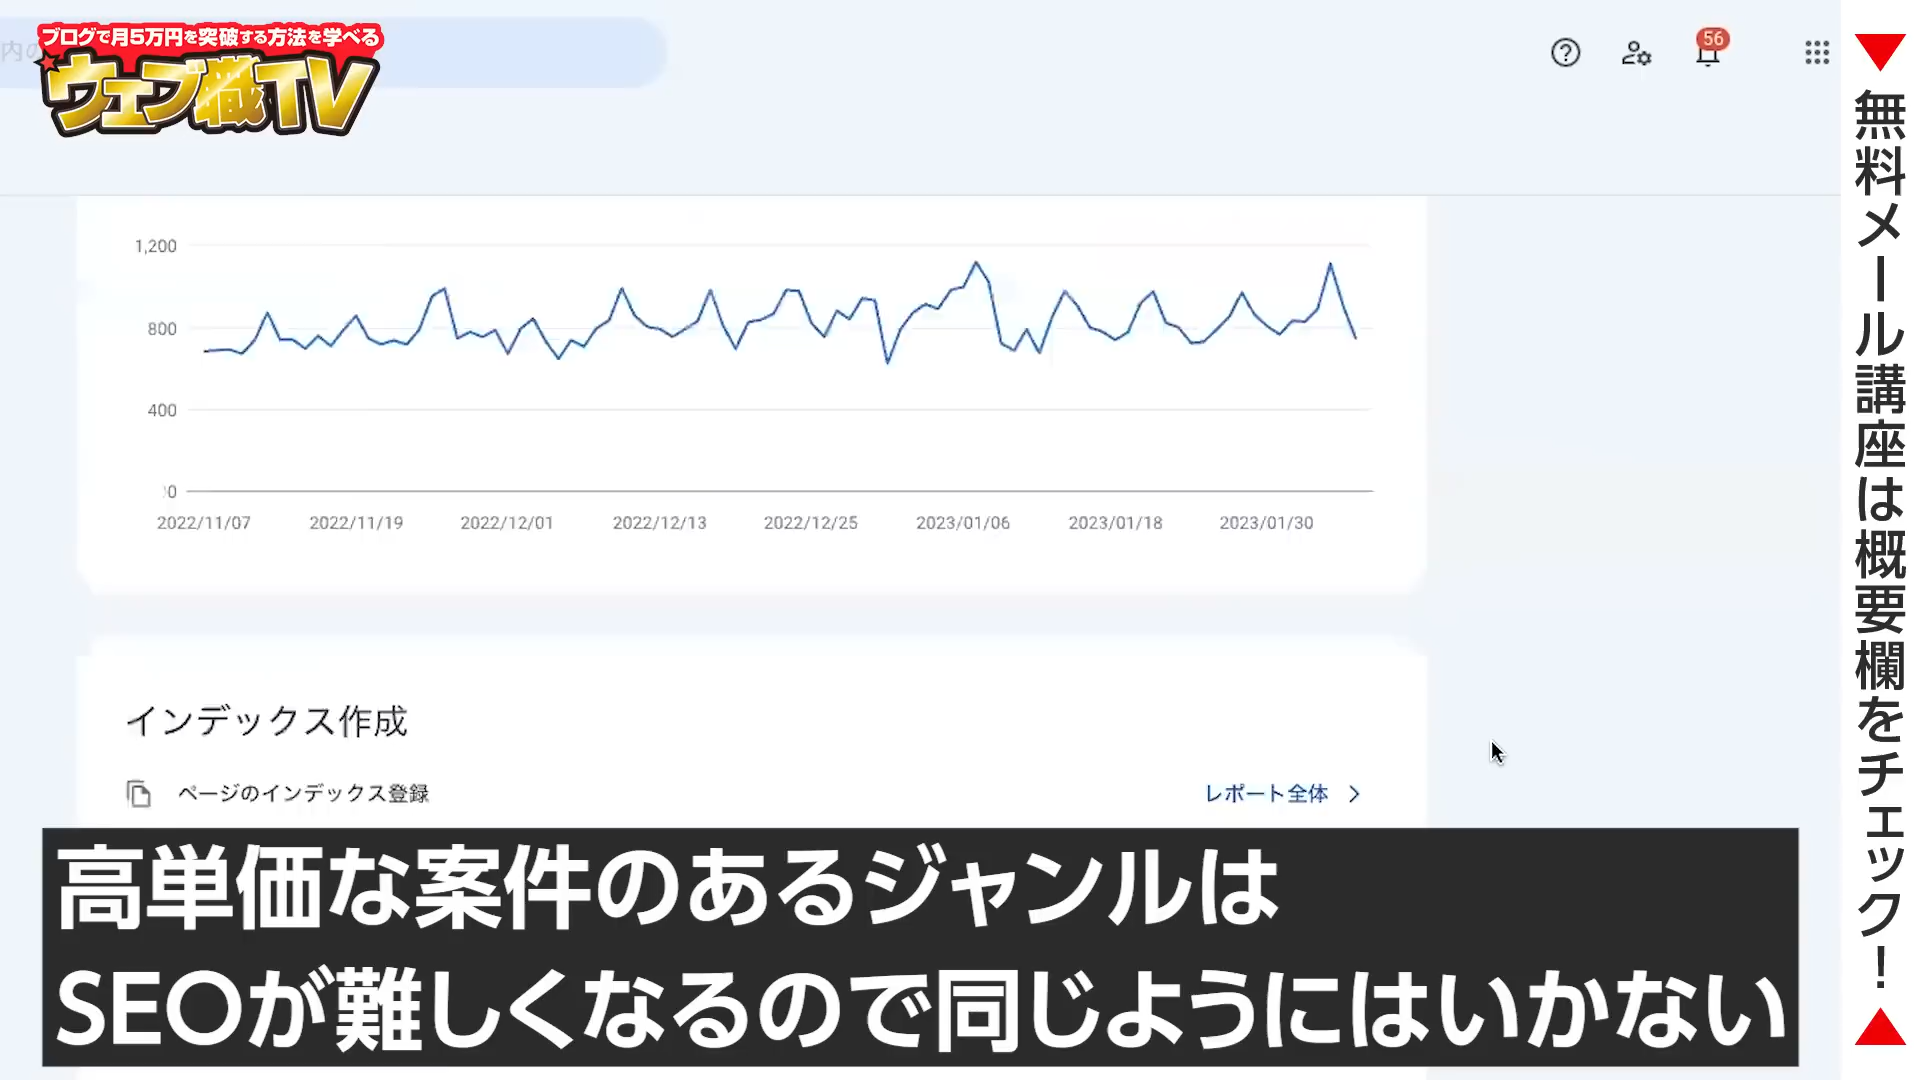 ブログで月5万円を突破する方法を学べる
ウェブ職TV
内の
56
1,200
800
400
0
2022/11/07
2022/11/19
2022/12/01
2022/12/13
2022/12/25
2023/01/06
2023/01/18
2023/01/30
インデックス作成
ページのインデックス登録
レポート全体
高単価な案件のあるジャンルは
SEOが難しくなるので同じようにはいかない
▼無料メール講座は概要欄をチェック!▲